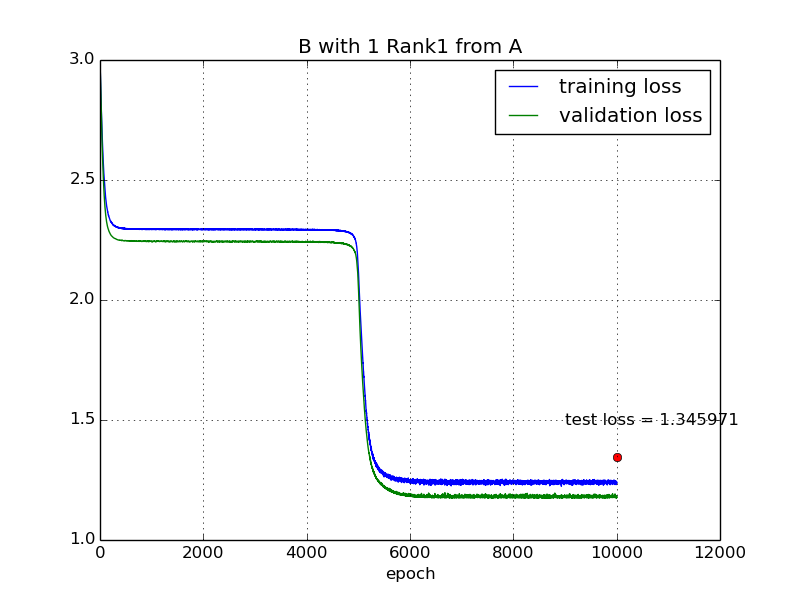 B with 1 Rank1 from A
training loss
validation loss
3.0
2.5
2.0
1.5
1.0
test loss = 1.345971
0 2000 4000 6000 8000 10000 12000
epoch